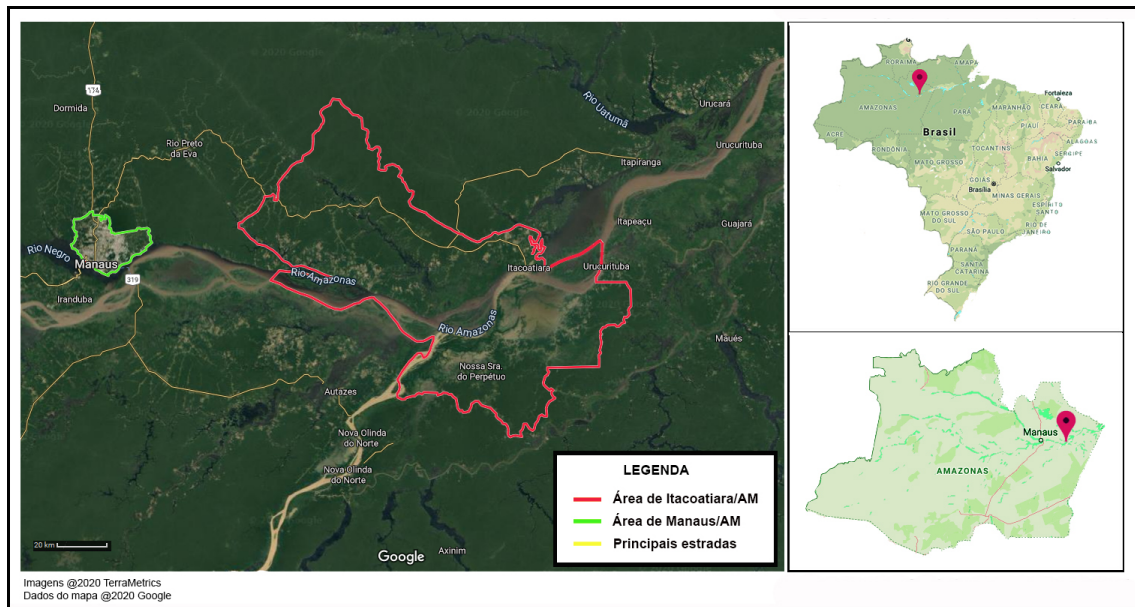 174
Dormida
Rio Preto
da Eva
Rio Negro
Manaus
319
Iranduba
Rio Amazonas
Rio Amazonas
Rio Uatumã
Urucará
Urucurituba
Itapiranga
Itapeaçu
Guajará
Itacoatiara
Urucurituba
Maués
Nossa Sra.
do Perpétuo
Autazes
Nova Olinda
do Norte
Nova Olinda
do Norte
Axinim
20 km
Google
LEGENDA
Área de Itacoatiara/AM
Área de Manaus/AM
Principais estradas
Imagens @2020 TerraMetrics
Dados do mapa @2020 Google
RORAIMA
AMAPÁ
AMAZONAS
PARÁ
MARANHÃO
Fortaleza
CEARÁ
PIAUÍ
PARAÍBA
ACRE
Brasil
ALAGOAS
RONDÔNIA
TOCANTINS
SERGIPE
MATO GROSSO
BAHIA
Salvador
GOIÁS
Brasília
MINAS GERAIS
MATO GROSSO
DO SUL
ESPÍRITO
SANTO
SÃO PAULO
RIO DE
JANEIRO
PARANÁ
SANTA
CATARINA
RIO GRANDE
DO SUL
Manaus
AMAZONAS